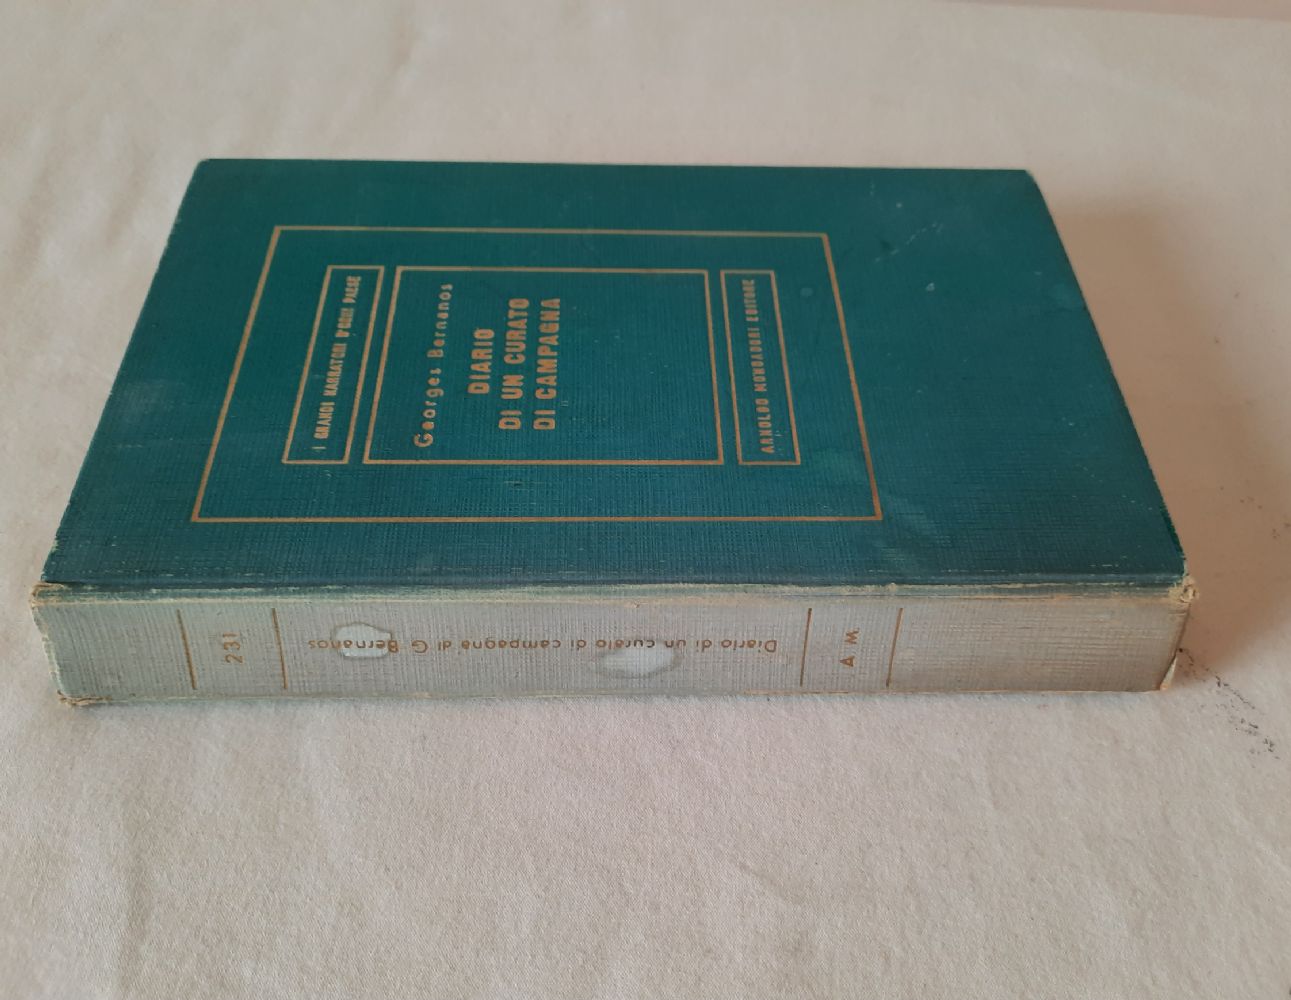 I GRANDI NARRATORI D'OGNI PAESE
Georges Bernanos
DIARIO
DI UN CURATO
DI CAMPAGNA
ARNOLDO MONDADORI EDITORE
231
Diario di un curato di campagna di G. Bernanos
A. M.